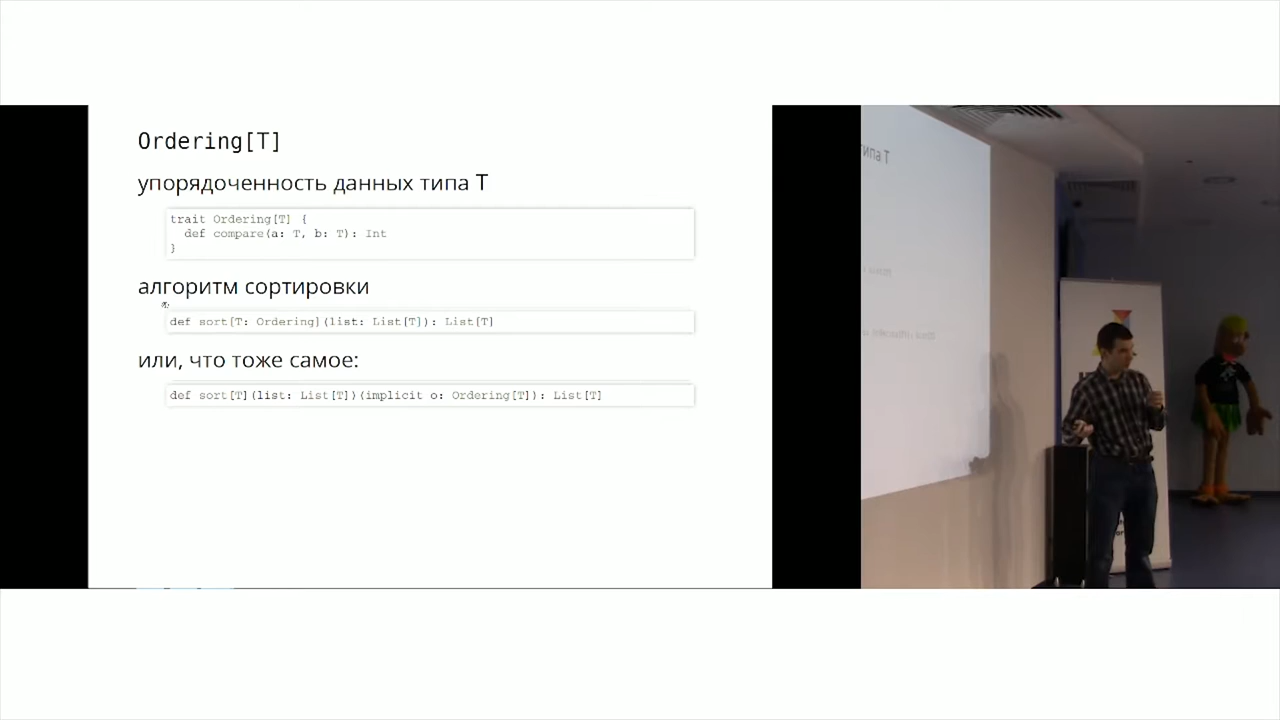 Ordering[T]
упорядоченность данных типа T
trait Ordering[T] {
  def compare(a: T, b: T): Int
}
алгоритм сортировки
def sort[T: Ordering](list: List[T]): List[T]
или, что тоже самое:
def sort[T](list: List[T])(implicit o: Ordering[T]): List[T]
типа T